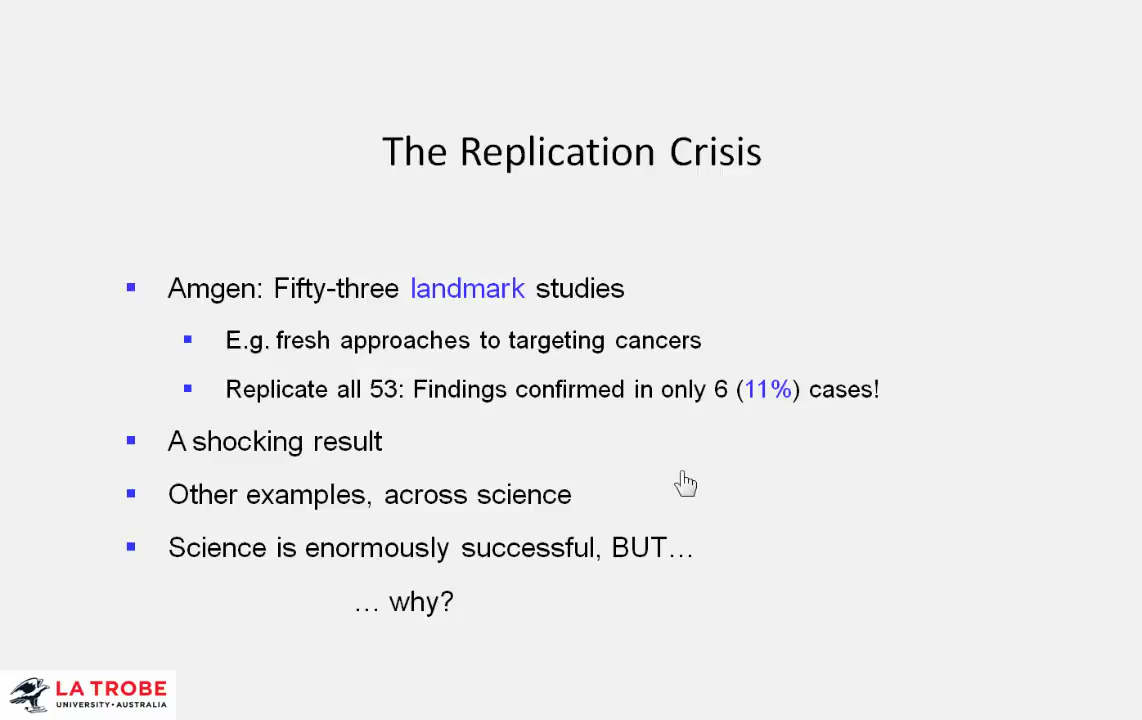 The Replication Crisis
Amgen: Fifty-three landmark studies
E.g. fresh approaches to targeting cancers
Replicate all 53: Findings confirmed in only 6 (11%) cases!
A shocking result
Other examples, across science
Science is enormously successful, BUT…
… why?
LA TROBE
UNIVERSITY • AUSTRALIA